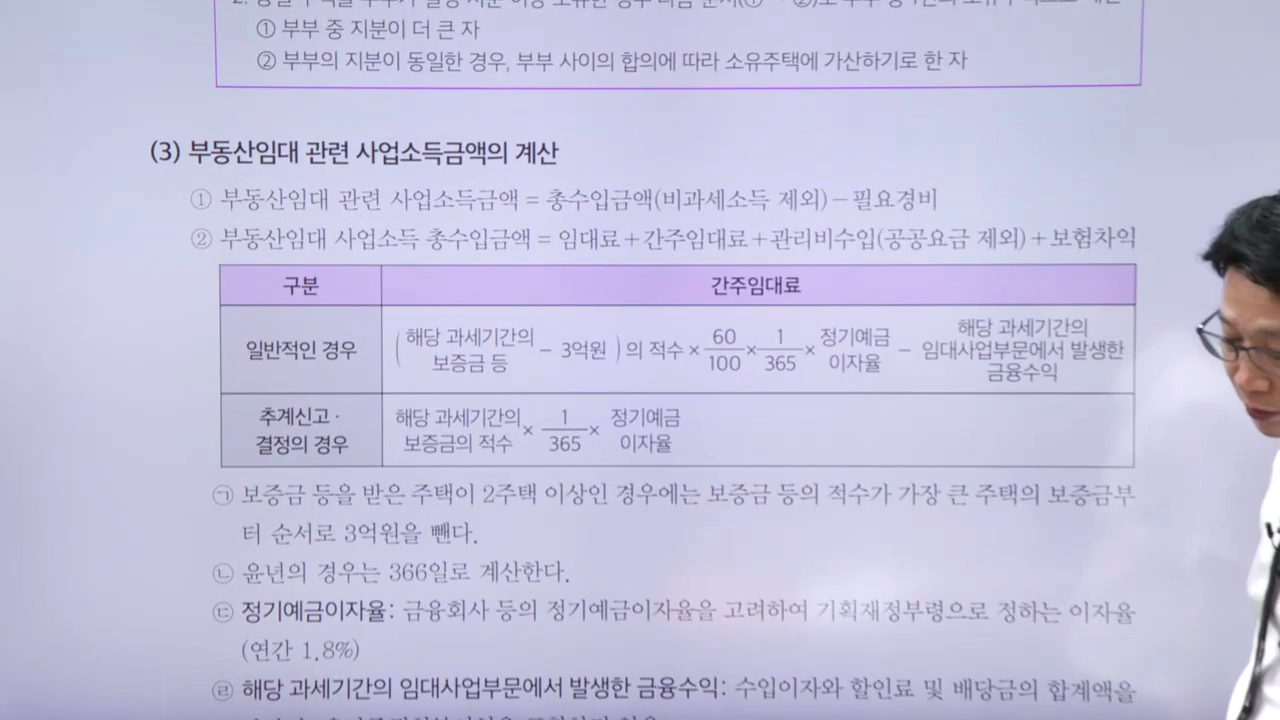 ① 부부 중 지분이 더 큰 자
② 부부의 지분이 동일한 경우, 부부 사이의 합의에 따라 소유주택에 가산하기로 한 자
(3) 부동산임대 관련 사업소득금액의 계산
① 부동산임대 관련 사업소득금액 = 총수입금액(비과세소득 제외) − 필요경비
② 부동산임대 사업소득 총수입금액 = 임대료 + 간주임대료 + 관리비수입(공공요금 제외) + 보험차익
구분 간주임대료
일반적인 경우 (해당 과세기간의 보증금 등 − 3억원)의 적수 × 60/100 × 1/365 × 정기예금 이자율 − 해당 과세기간의 임대사업부문에서 발생한 금융수익
추계신고· 결정의 경우 해당 과세기간의 보증금의 적수 × 1/365 × 정기예금 이자율
㉠ 보증금 등을 받은 주택이 2주택 이상인 경우에는 보증금 등의 적수가 가장 큰 주택의 보증금부
터 순서로 3억원을 뺀다.
㉡ 윤년의 경우는 366일로 계산한다.
㉢ 정기예금이자율: 금융회사 등의 정기예금이자율을 고려하여 기획재정부령으로 정하는 이자율
(연간 1.8%)
㉣ 해당 과세기간의 임대사업부문에서 발생한 금융수익: 수입이자와 할인료 및 배당금의 합계액을